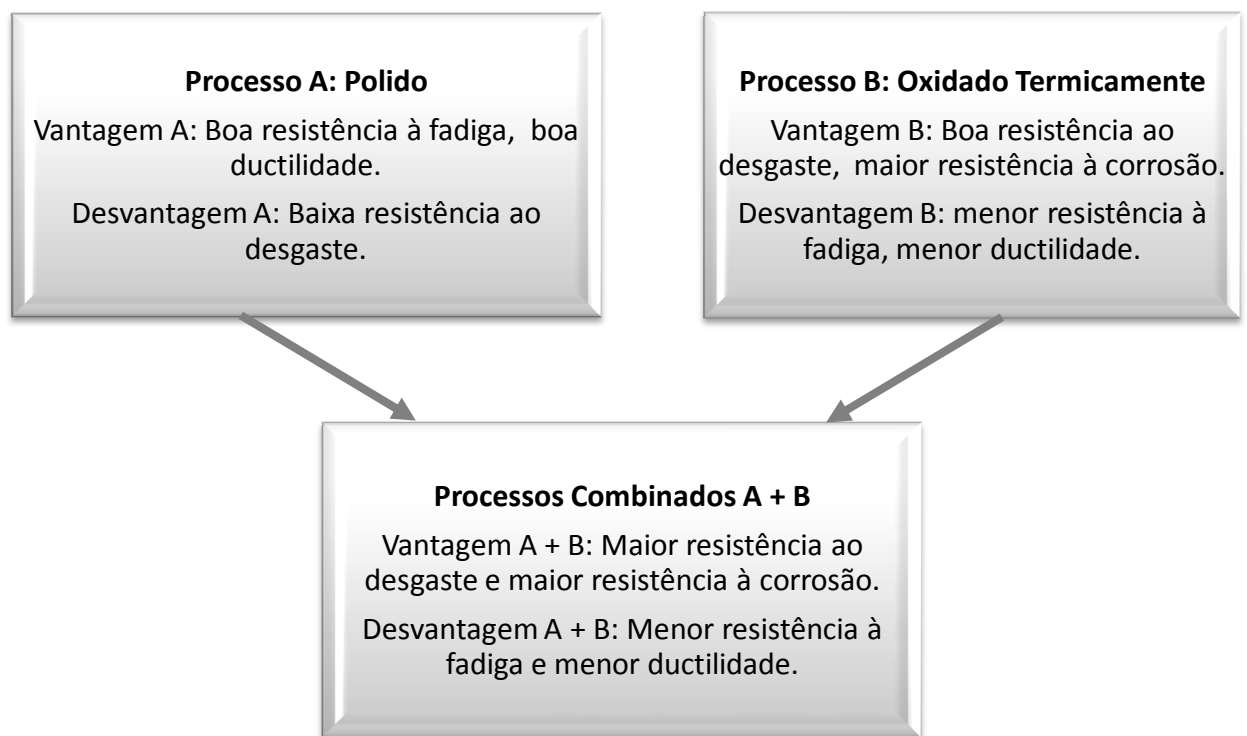 Processo A: Polido
Vantagem A: Boa resistência à fadiga, boa
ductilidade.
Desvantagem A: Baixa resistência ao
desgaste.
Processo B: Oxidado Termicamente
Vantagem B: Boa resistência ao
desgaste, maior resistência à corrosão.
Desvantagem B: menor resistência à
fadiga, menor ductilidade.
Processos Combinados A + B
Vantagem A + B: Maior resistência ao
desgaste e maior resistência à corrosão.
Desvantagem A + B: Menor resistência à
fadiga e menor ductilidade.